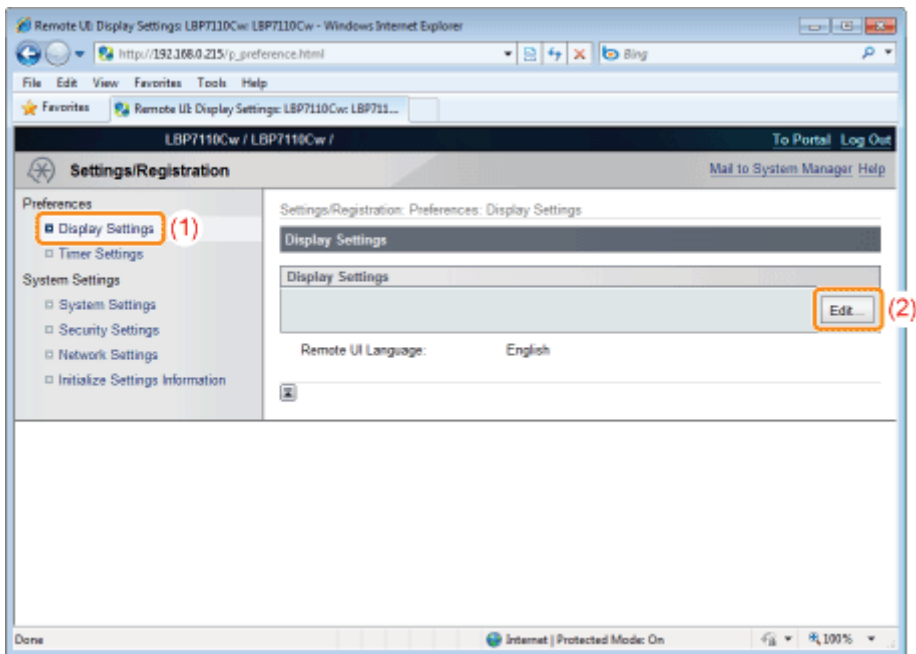 Remote UI: Display Settings: LBP7110Cw: LBP7110Cw - Windows Internet Explorer
http://192.168.0.215/p_preference.html
Bing
File Edit View Favorites Tools Help
Favorites
Remote UI: Display Settings: LBP7110Cw: LBP711...
LBP7110Cw / LBP7110Cw /
To Portal Log Out
Settings/Registration
Mail to System Manager Help
Preferences
Display Settings (1)
Timer Settings
System Settings
System Settings
Security Settings
Network Settings
Initialize Settings Information
Settings/Registration: Preferences: Display Settings
Display Settings
Display Settings
Edit... (2)
Remote UI Language: English
Done
Internet | Protected Mode: On
100%